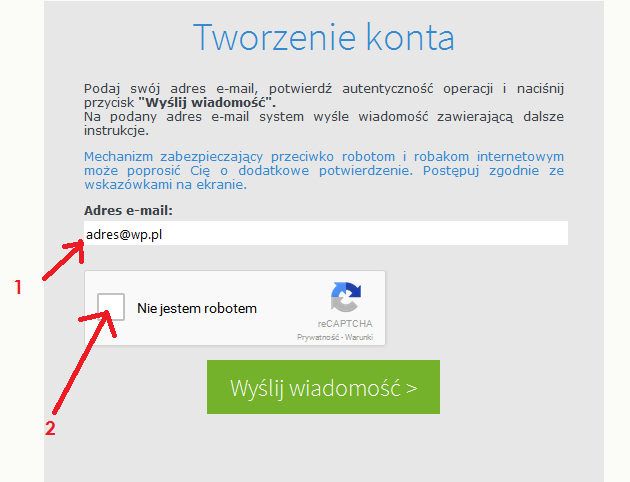 Tworzenie konta
Podaj swój adres e-mail, potwierdź autentyczność operacji i naciśnij
przycisk "Wyślij wiadomość".
Na podany adres e-mail system wyśle wiadomość zawierającą dalsze
instrukcje.
Mechanizm zabezpieczający przeciwko robotom i robakom internetowym
może poprosić Cię o dodatkowe potwierdzenie. Postępuj zgodnie ze
wskazówkami na ekranie.
Adres e-mail:
adres@wp.pl
1
Nie jestem robotem
reCAPTCHA
Prywatność - Warunki
Wyślij wiadomość >
2